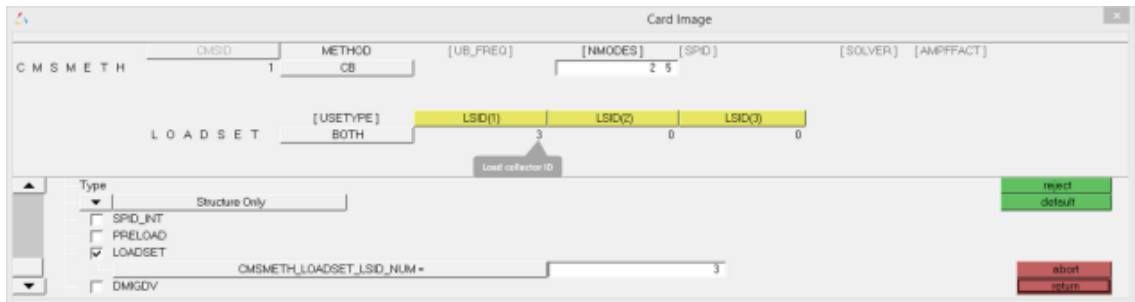 Card Image
CMSID METHOD [UB_FREQ] [NMODES] [SPID] [SOLVER] [AMPFFACT]
CMSMETH 1 CB 2 5
[USETYPE] LSID(1) LSID(2) LSID(3)
LOADSET BOTH 3 0 0
Load collector ID
Type reject
Structure Only default
SPID_INT
PRELOAD
LOADSET
CMSMETH_LOADSET_LSID_NUM = 3 abort
DMIGDV return